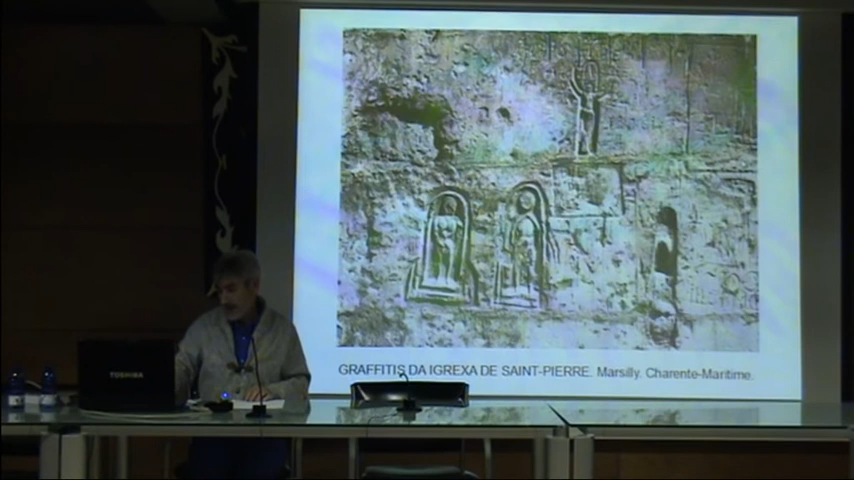 GRAFFITIS DA IGREXA DE SAINT-PIERRE. Marsilly. Charente-Maritime.
TOSHIBA